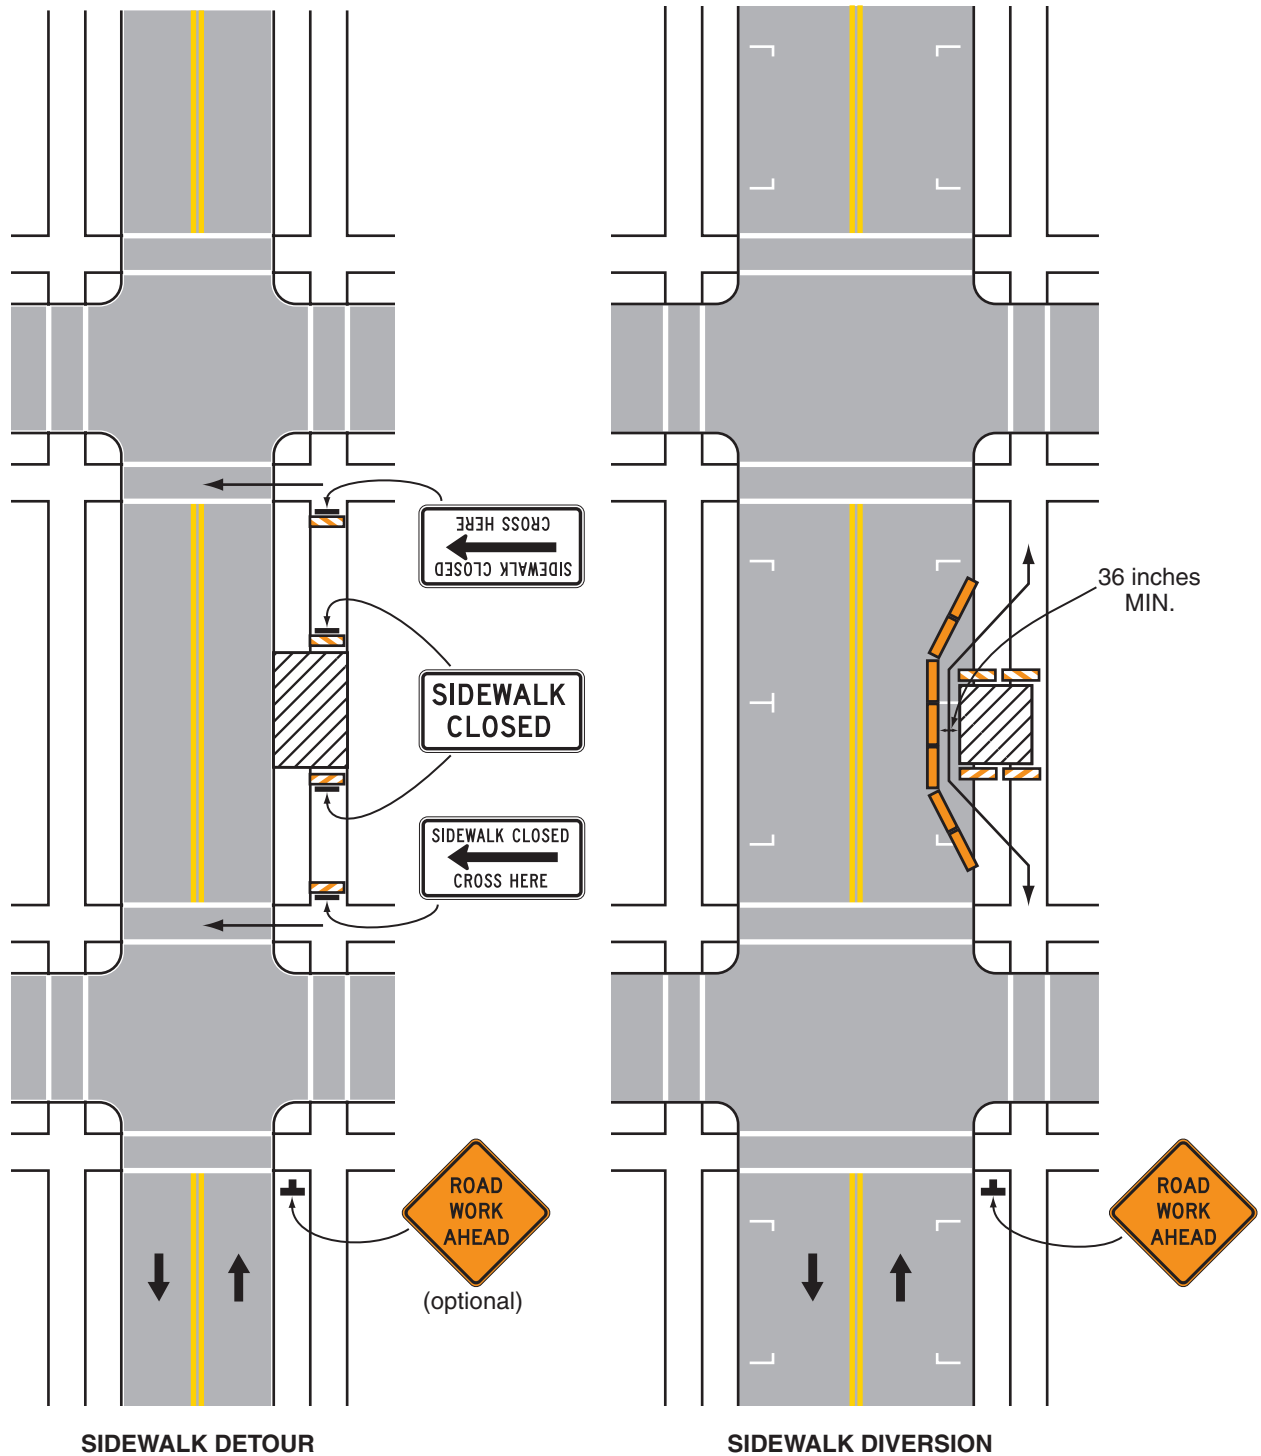 CROSS HERE
SIDEWALK CLOSED
36 inches
MIN.
SIDEWALK
CLOSED
SIDEWALK CLOSED
CROSS HERE
ROAD
WORK
AHEAD
(optional)
ROAD
WORK
AHEAD
SIDEWALK DETOUR
SIDEWALK DIVERSION